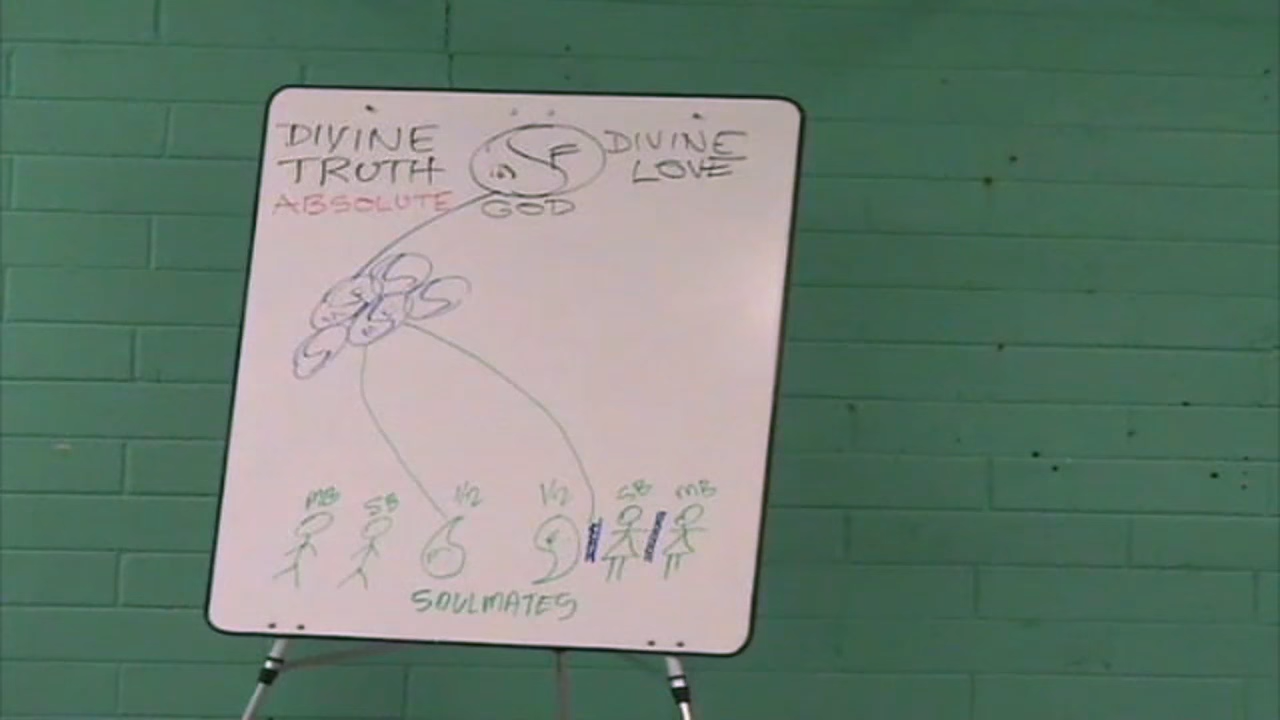 DIVINE
TRUTH
ABSOLUTE
GOD
DIVINE
LOVE
MB SB 1/2 1/2 SB MB
SOULMATES